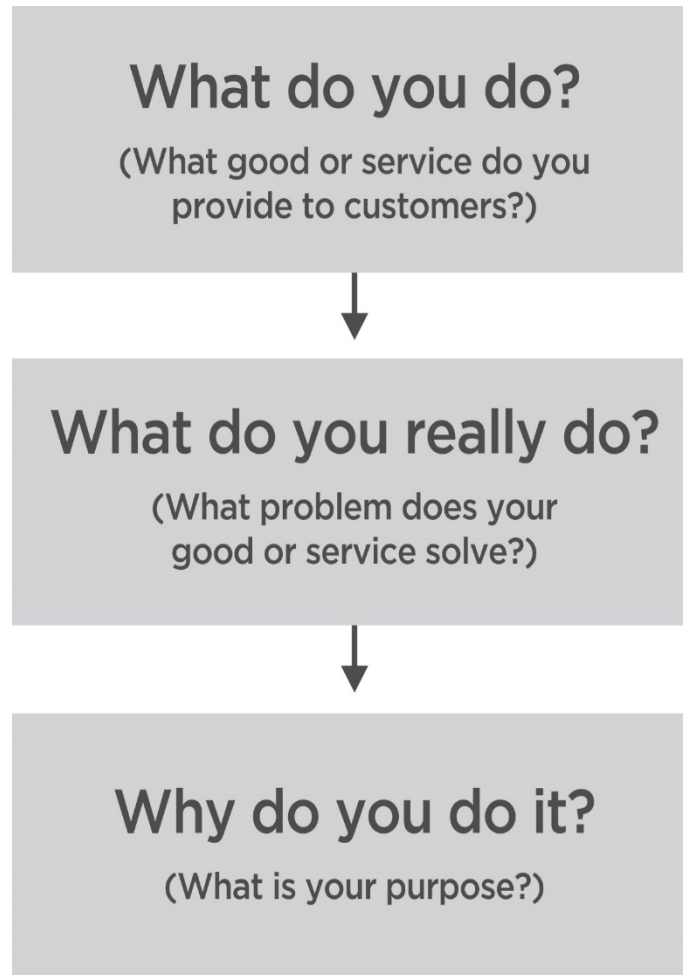 What do you do?
(What good or service do you
provide to customers?)
What do you really do?
(What problem does your
good or service solve?)
Why do you do it?
(What is your purpose?)